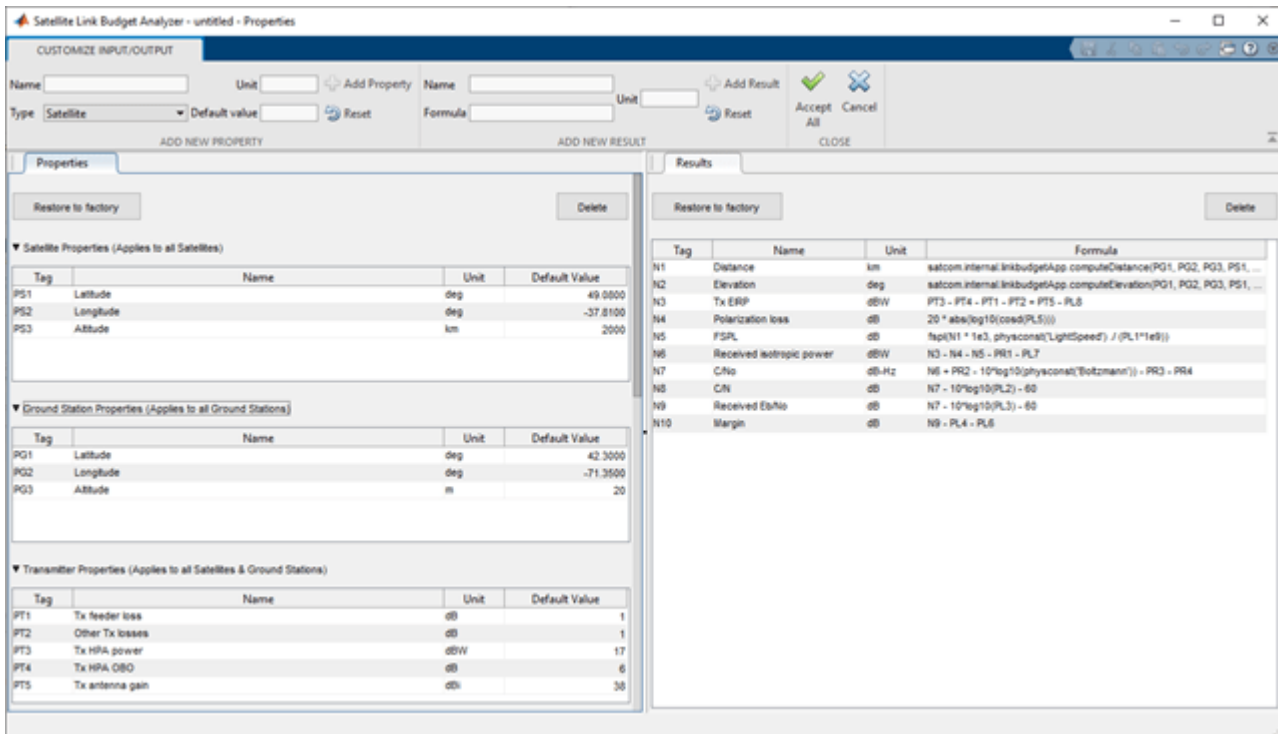 Satellite Link Budget Analyzer - untitled - Properties
CUSTOMIZE INPUT/OUTPUT
Name Unit Add Property Name Unit Add Result Accept All Cancel
Type Satellite Default value Reset Formula Reset
ADD NEW PROPERTY ADD NEW RESULT CLOSE
Properties
Restore to factory Delete
Satellite Properties (Applies to all Satellites)
Tag Name Unit Default Value
PS1 Latitude deg 49.0800
PS2 Longitude deg -37.8100
PS3 Altitude km 2000
Ground Station Properties (Applies to all Ground Stations)
Tag Name Unit Default Value
PG1 Latitude deg 42.3000
PG2 Longitude deg -71.3500
PG3 Altitude m 20
Transmitter Properties (Applies to all Satellites & Ground Stations)
Tag Name Unit Default Value
PT1 Tx feeder loss dB 1
PT2 Other Tx losses dB 1
PT3 Tx HPA power dBW 17
PT4 Tx HPA OBO dB 6
PT5 Tx antenna gain dBi 38
Results
Restore to factory Delete
Tag Name Unit Formula
N1 Distance km satcom.internal.linkbudgetApp.computeDistance(PG1, PG2, PG3, PS1, ...
N2 Elevation deg satcom.internal.linkbudgetApp.computeElevation(PG1, PG2, PG3, PS1, ...
N3 Tx EIRP dBW PT3 - PT4 - PT1 - PT2 + PT5 - PL8
N4 Polarization loss dB 20 * abs(log10(cosd(PL5)))
N5 FSPL dB fspl(N1 * 1e3, physconst('LightSpeed') ./ (PL1*1e9))
N6 Received isotropic power dBW N3 - N4 - N5 - PR1 - PL7
N7 C/No dB-Hz N6 + PR2 - 10*log10(physconst('Boltzmann')) - PR3 - PR4
N8 C/N dB N7 - 10*log10(PL2) - 60
N9 Received Eb/No dB N7 - 10*log10(PL3) - 60
N10 Margin dB N9 - PL4 - PL6